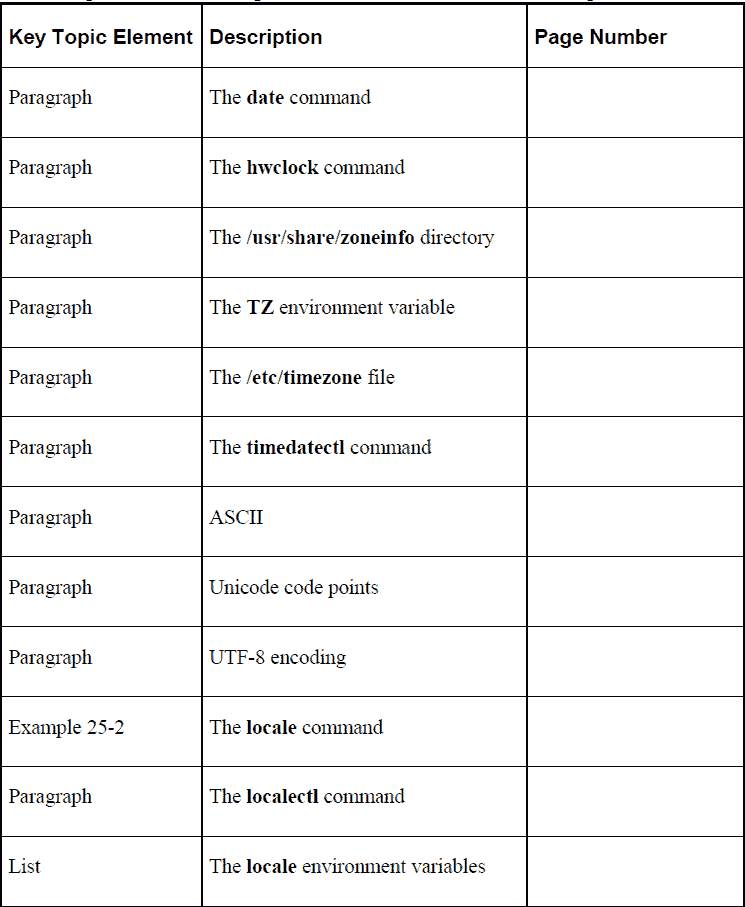 Key Topic Element Description Page Number
Paragraph The date command
Paragraph The hwclock command
Paragraph The /usr/share/zoneinfo directory
Paragraph The TZ environment variable
Paragraph The /etc/timezone file
Paragraph The timedatectl command
Paragraph ASCII
Paragraph Unicode code points
Paragraph UTF-8 encoding
Example 25-2 The locale command
Paragraph The localectl command
List The locale environment variables